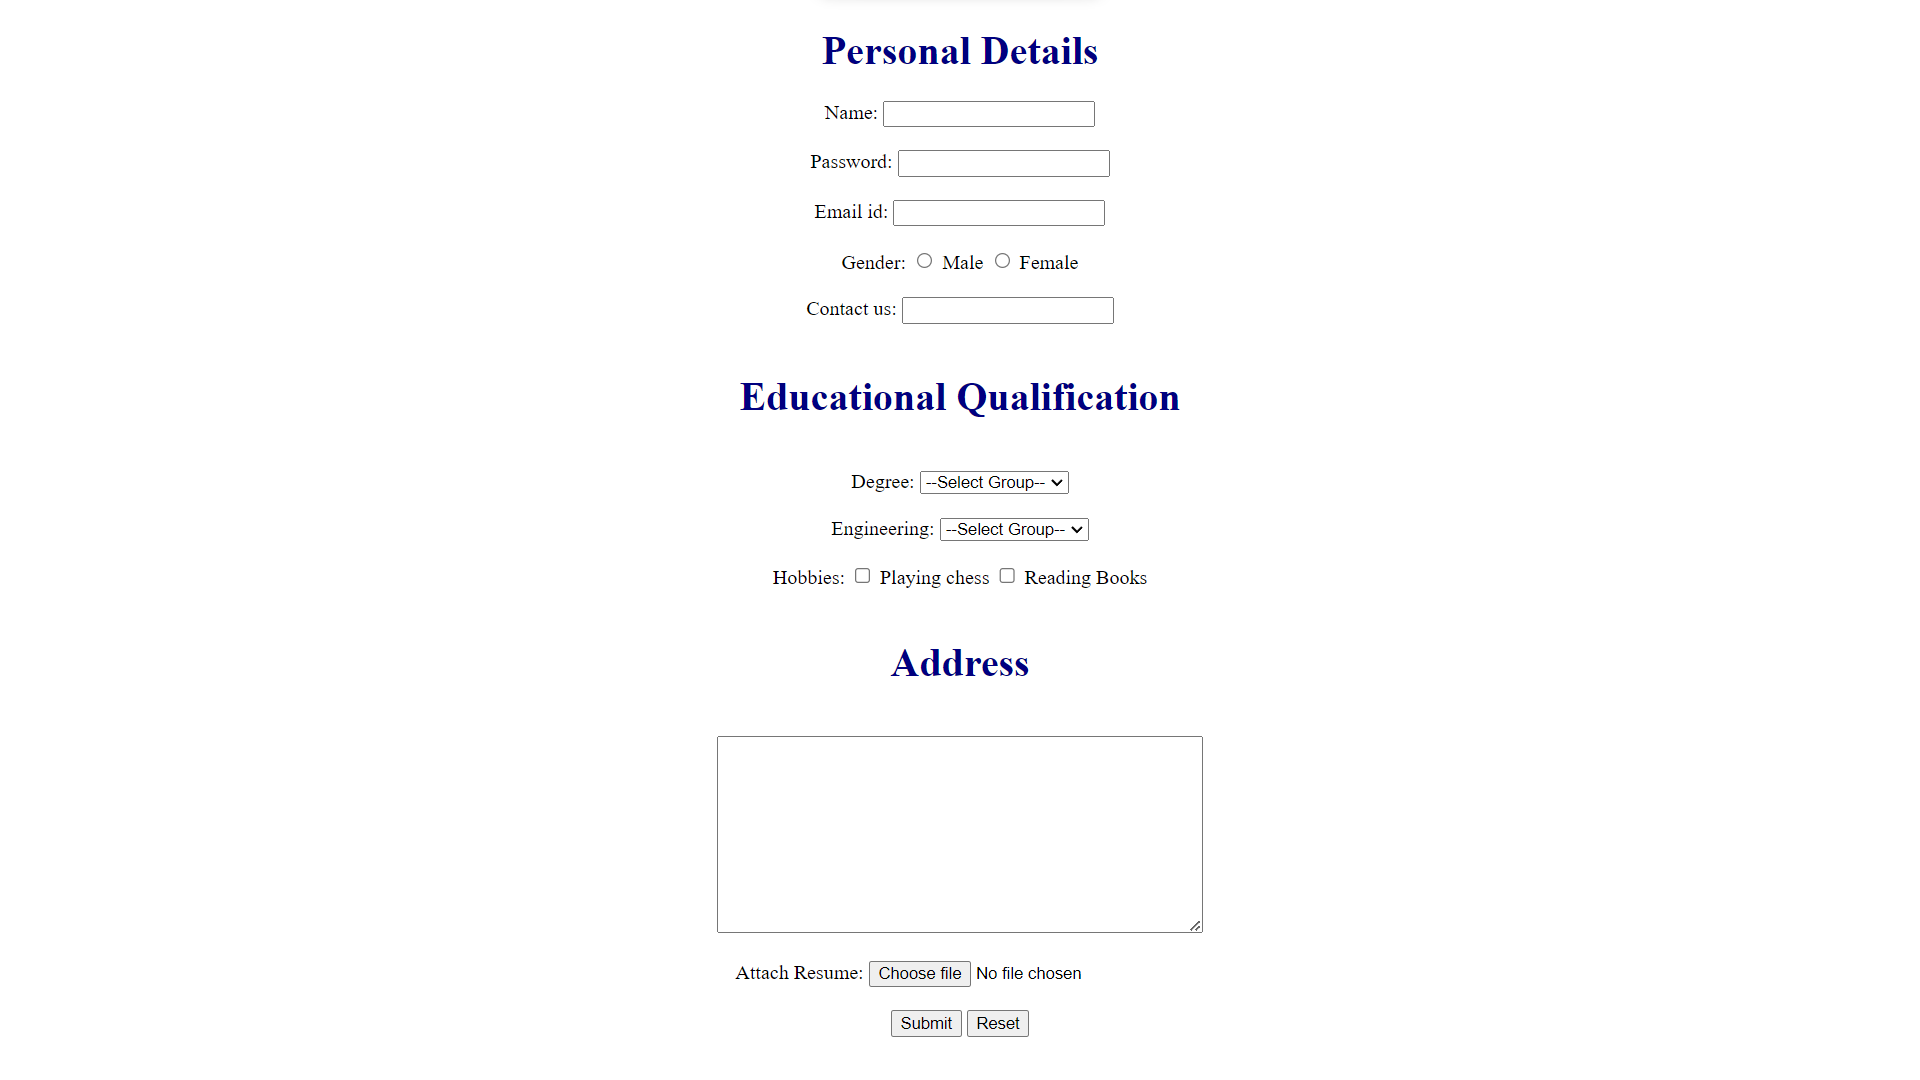 Personal Details
Name:
Password:
Email id:
Gender: Male Female
Contact us:
Educational Qualification
Degree: --Select Group--
Engineering: --Select Group--
Hobbies: Playing chess Reading Books
Address
Attach Resume: Choose file No file chosen
Submit Reset